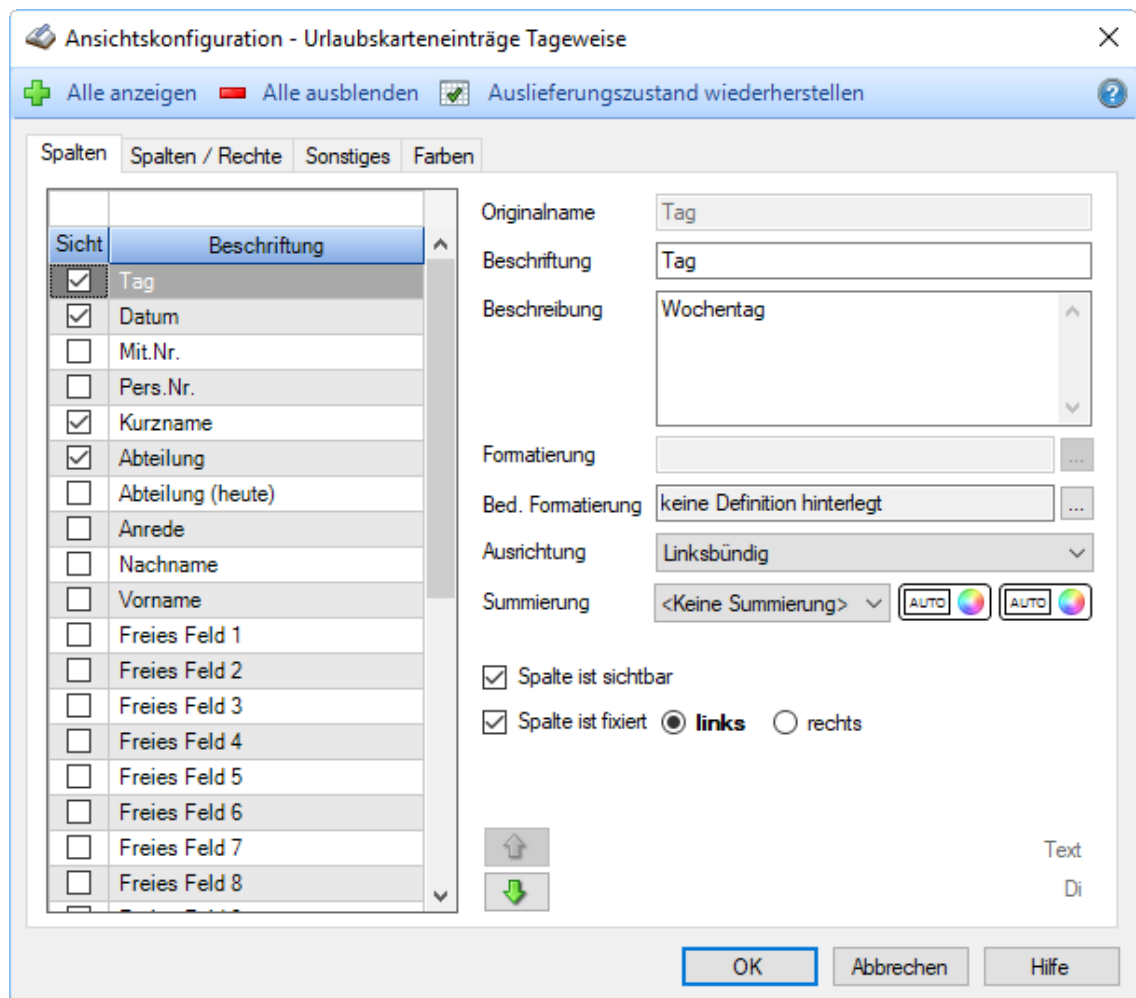 Ansichtskonfiguration - Urlaubskarteneinträge Tageweise
Alle anzeigen Alle ausblenden Auslieferungszustand wiederherstellen
Spalten Spalten / Rechte Sonstiges Farben
Sicht Beschriftung
Tag
Datum
Mit.Nr.
Pers.Nr.
Kurzname
Abteilung
Abteilung (heute)
Anrede
Nachname
Vorname
Freies Feld 1
Freies Feld 2
Freies Feld 3
Freies Feld 4
Freies Feld 5
Freies Feld 6
Freies Feld 7
Freies Feld 8
Originalname Tag
Beschriftung Tag
Beschreibung Wochentag
Formatierung ...
Bed. Formatierung keine Definition hinterlegt ...
Ausrichtung Linksbündig
Summierung <Keine Summierung> AUTO AUTO
Spalte ist sichtbar
Spalte ist fixiert links rechts
Text
Di
OK Abbrechen Hilfe